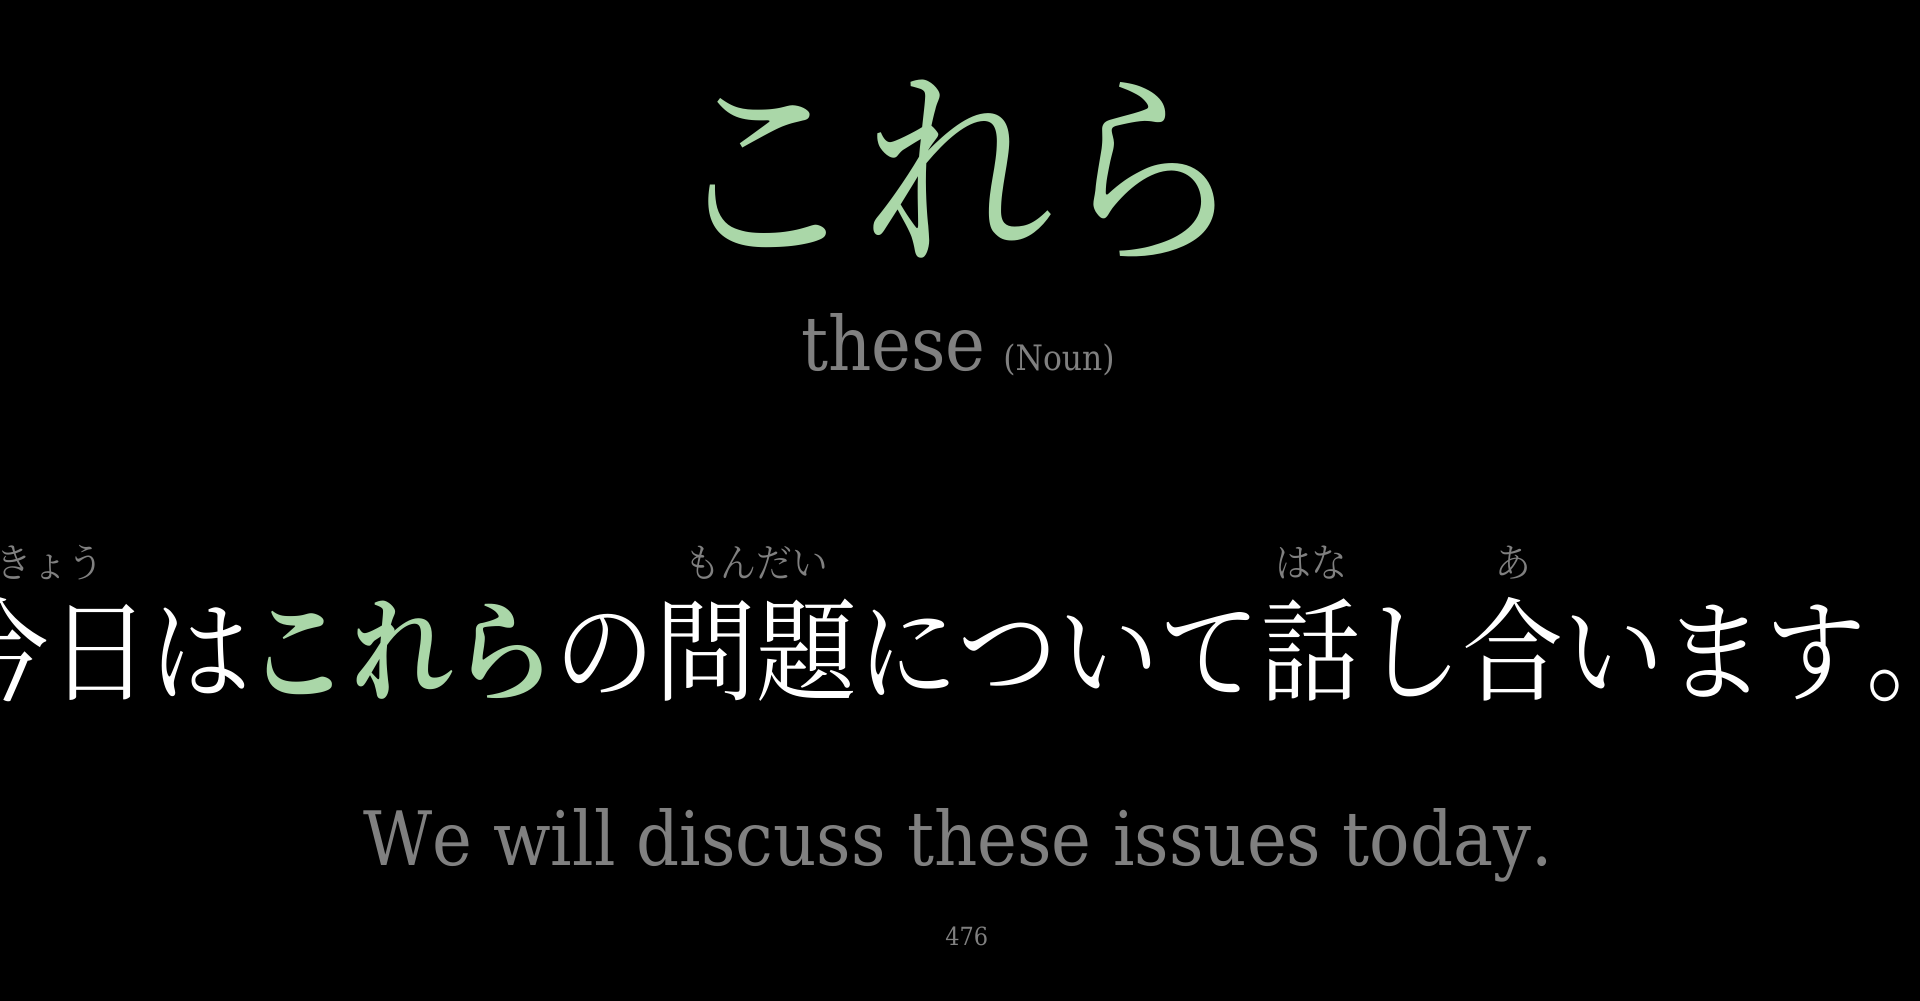 これら
these (Noun)
きょう もんだい はな あ
今日はこれらの問題について話し合います。
We will discuss these issues today.
476